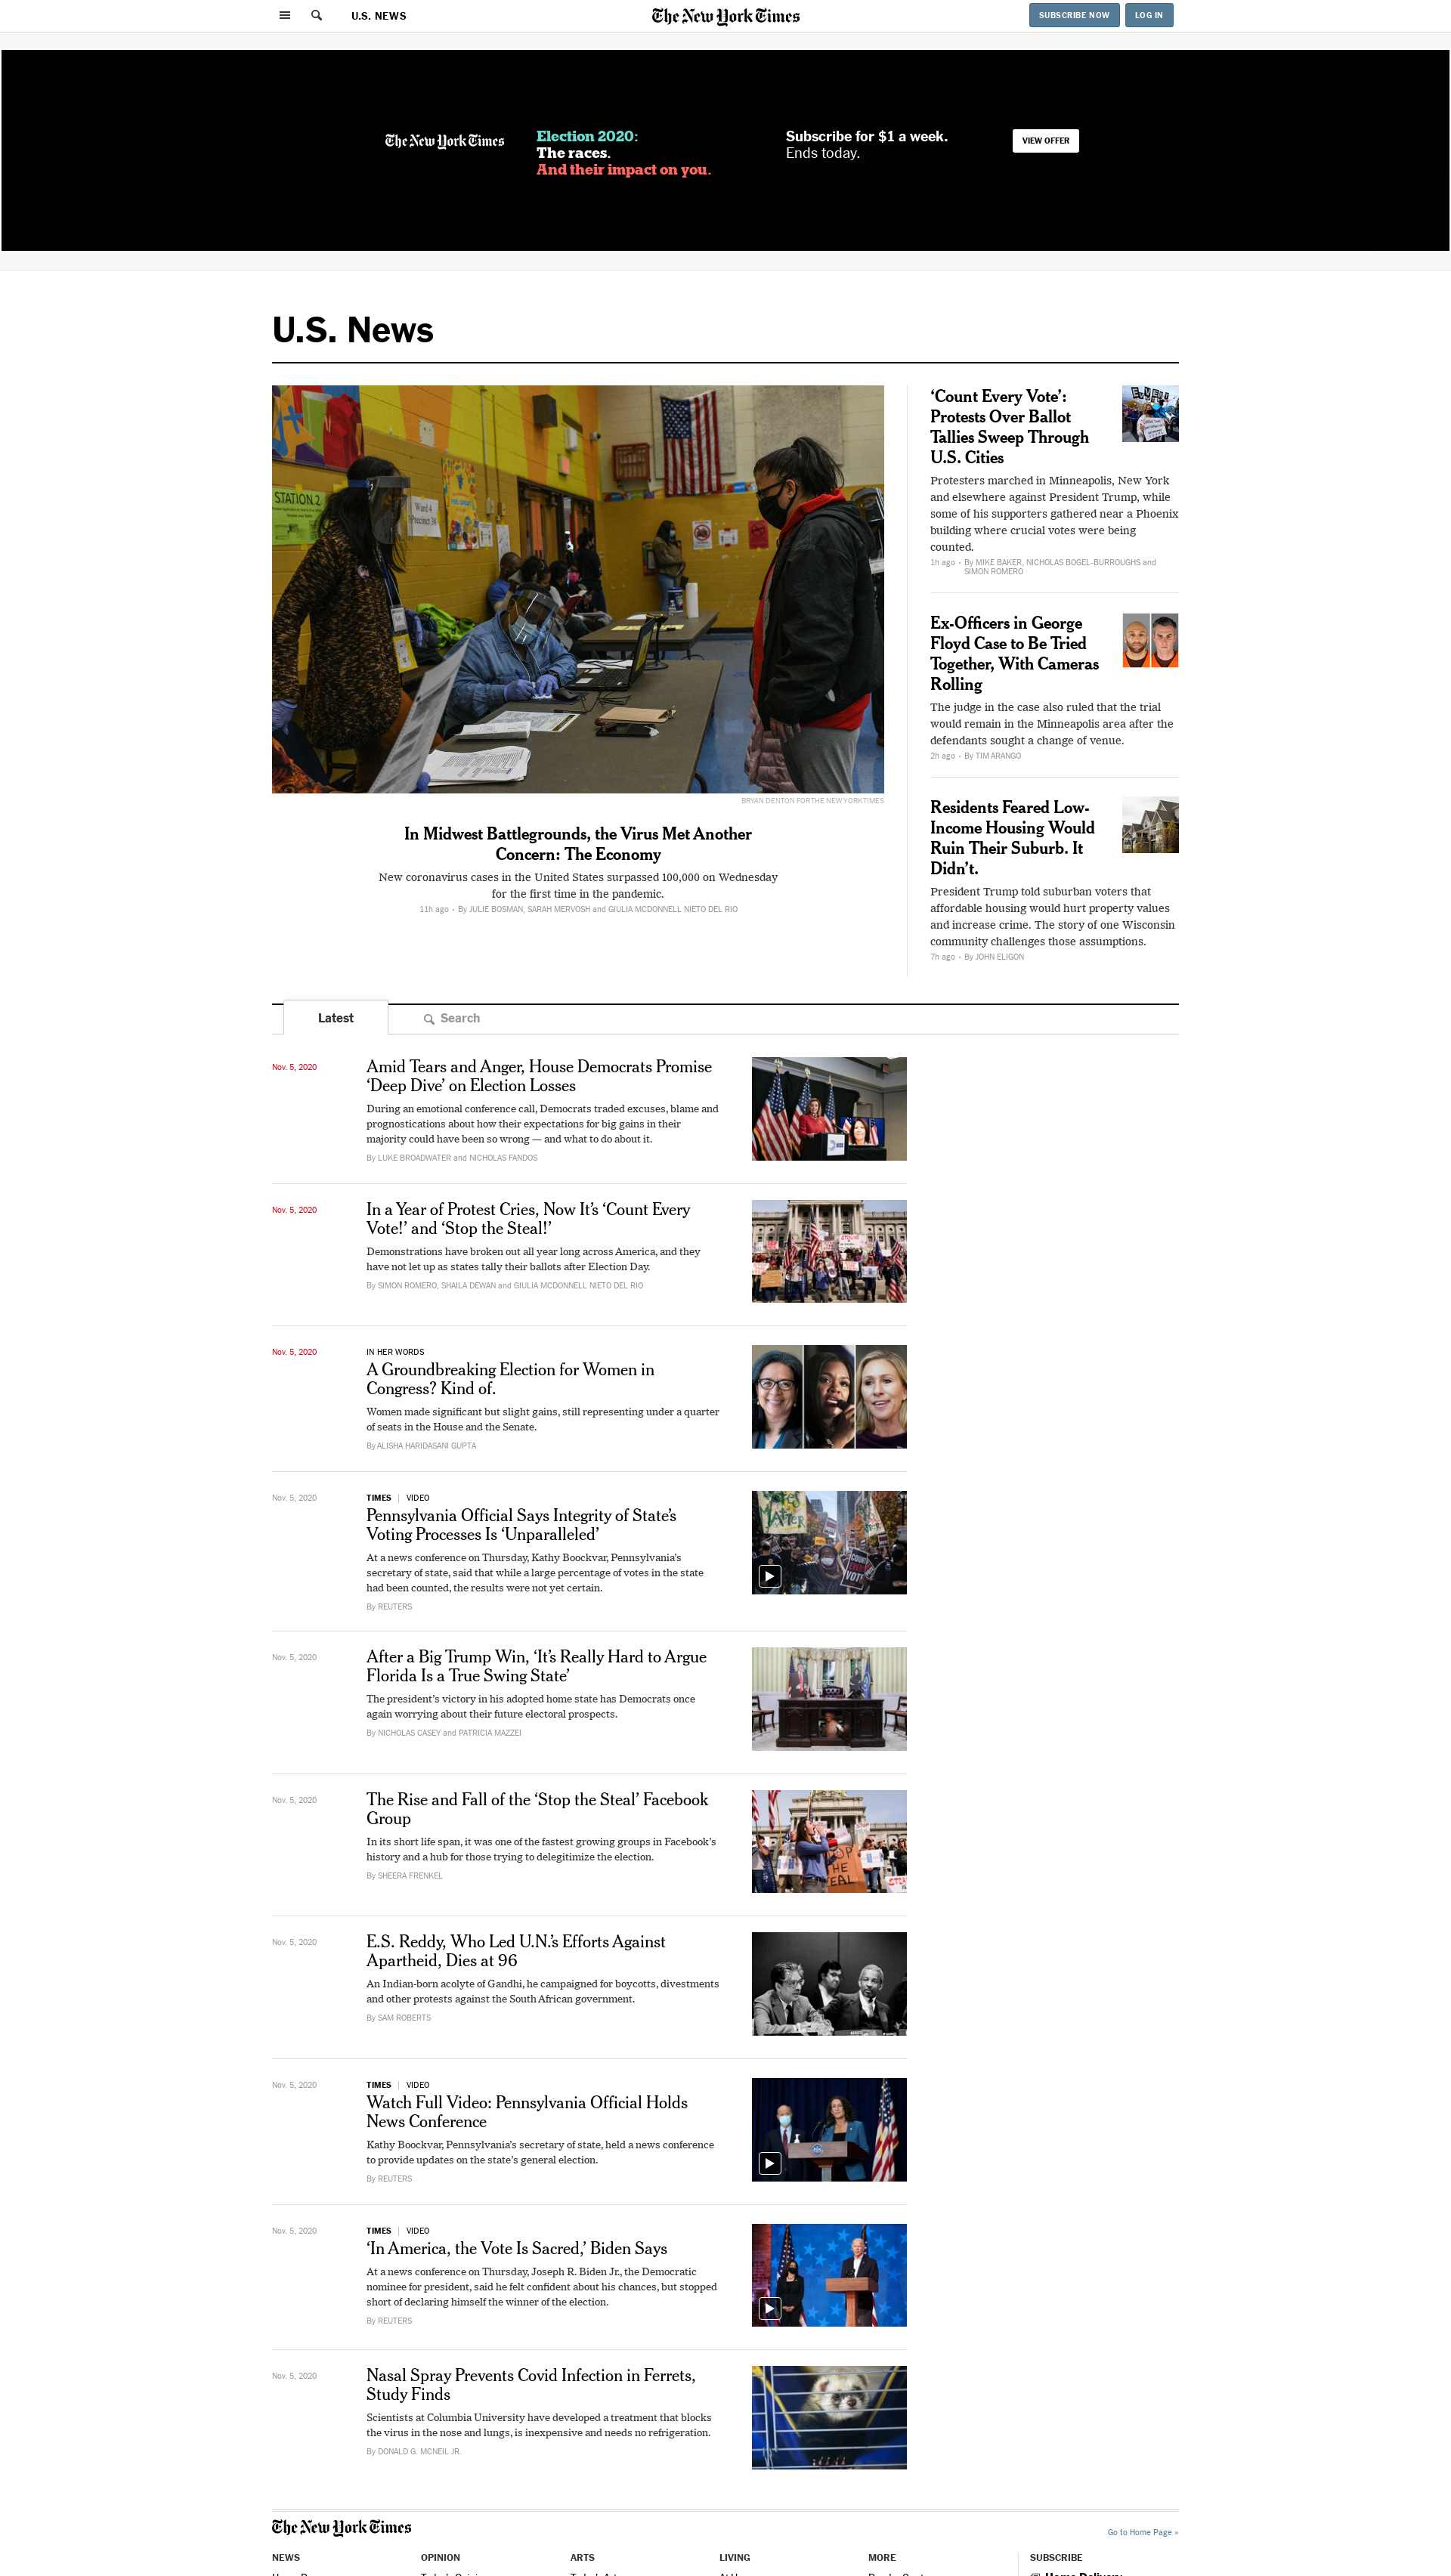 U.S. NEWS
The New York Times
SUBSCRIBE NOW
LOG IN
The New York Times
Election 2020:
The races.
And their impact on you.
Subscribe for $1 a week.
Ends today.
VIEW OFFER
U.S. News
STATION 2
Ward 4
Precinct 36
BRYAN DENTON FOR THE NEW YORK TIMES
In Midwest Battlegrounds, the Virus Met Another
Concern: The Economy
New coronavirus cases in the United States surpassed 100,000 on Wednesday
for the first time in the pandemic.
11h ago • By JULIE BOSMAN, SARAH MERVOSH and GIULIA MCDONNELL NIETO DEL RIO
‘Count Every Vote’:
Protests Over Ballot
Tallies Sweep Through
U.S. Cities
Protesters marched in Minneapolis, New York
and elsewhere against President Trump, while
some of his supporters gathered near a Phoenix
building where crucial votes were being
counted.
1h ago • By MIKE BAKER, NICHOLAS BOGEL-BURROUGHS and
SIMON ROMERO
Ex-Officers in George
Floyd Case to Be Tried
Together, With Cameras
Rolling
The judge in the case also ruled that the trial
would remain in the Minneapolis area after the
defendants sought a change of venue.
2h ago • By TIM ARANGO
Residents Feared Low-
Income Housing Would
Ruin Their Suburb. It
Didn’t.
President Trump told suburban voters that
affordable housing would hurt property values
and increase crime. The story of one Wisconsin
community challenges those assumptions.
7h ago • By JOHN ELIGON
Latest
Search
Nov. 5, 2020
Amid Tears and Anger, House Democrats Promise
‘Deep Dive’ on Election Losses
During an emotional conference call, Democrats traded excuses, blame and
prognostications about how their expectations for big gains in their
majority could have been so wrong — and what to do about it.
By LUKE BROADWATER and NICHOLAS FANDOS
Nov. 5, 2020
In a Year of Protest Cries, Now It’s ‘Count Every
Vote!’ and ‘Stop the Steal!’
Demonstrations have broken out all year long across America, and they
have not let up as states tally their ballots after Election Day.
By SIMON ROMERO, SHAILA DEWAN and GIULIA MCDONNELL NIETO DEL RIO
Nov. 5, 2020
IN HER WORDS
A Groundbreaking Election for Women in
Congress? Kind of.
Women made significant but slight gains, still representing under a quarter
of seats in the House and the Senate.
By ALISHA HARIDASANI GUPTA
Nov. 5, 2020
TIMES | VIDEO
Pennsylvania Official Says Integrity of State’s
Voting Processes Is ‘Unparalleled’
At a news conference on Thursday, Kathy Boockvar, Pennsylvania’s
secretary of state, said that while a large percentage of votes in the state
had been counted, the results were not yet certain.
By REUTERS
Nov. 5, 2020
After a Big Trump Win, ‘It’s Really Hard to Argue
Florida Is a True Swing State’
The president’s victory in his adopted home state has Democrats once
again worrying about their future electoral prospects.
By NICHOLAS CASEY and PATRICIA MAZZEI
Nov. 5, 2020
The Rise and Fall of the ‘Stop the Steal’ Facebook
Group
In its short life span, it was one of the fastest growing groups in Facebook’s
history and a hub for those trying to delegitimize the election.
By SHEERA FRENKEL
Nov. 5, 2020
E.S. Reddy, Who Led U.N.’s Efforts Against
Apartheid, Dies at 96
An Indian-born acolyte of Gandhi, he campaigned for boycotts, divestments
and other protests against the South African government.
By SAM ROBERTS
Nov. 5, 2020
TIMES | VIDEO
Watch Full Video: Pennsylvania Official Holds
News Conference
Kathy Boockvar, Pennsylvania’s secretary of state, held a news conference
to provide updates on the state’s general election.
By REUTERS
Nov. 5, 2020
TIMES | VIDEO
‘In America, the Vote Is Sacred,’ Biden Says
At a news conference on Thursday, Joseph R. Biden Jr., the Democratic
nominee for president, said he felt confident about his chances, but stopped
short of declaring himself the winner of the election.
By REUTERS
Nov. 5, 2020
Nasal Spray Prevents Covid Infection in Ferrets,
Study Finds
Scientists at Columbia University have developed a treatment that blocks
the virus in the nose and lungs, is inexpensive and needs no refrigeration.
By DONALD G. MCNEIL JR.
The New York Times
Go to Home Page »
NEWS
OPINION
ARTS
LIVING
MORE
SUBSCRIBE